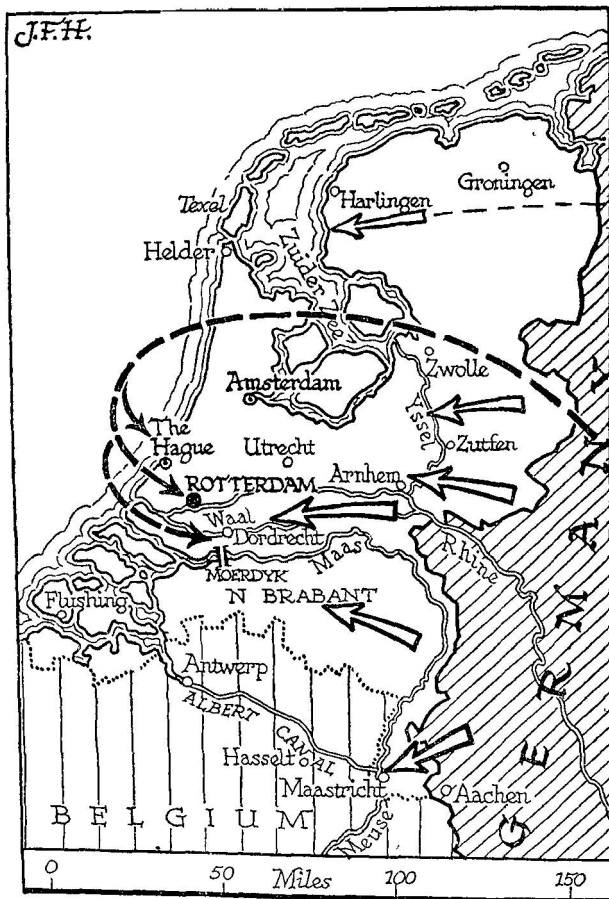 J.F.H.
Groningen
Harlingen
Texel
Helder
Zuider Zee
Zwolle
Amsterdam
Yssel
The
Hague
Utrecht
Zutfen
Arnhem
ROTTERDAM
Waal
Dordrecht
Maas
Rhine
MOERDYK
N BRABANT
Flushing
Antwerp
ALBERT CANAL
Hasselt
Maastricht
Aachen
Meuse
BELGIUM
GERMANY
0 50 100 150
Miles